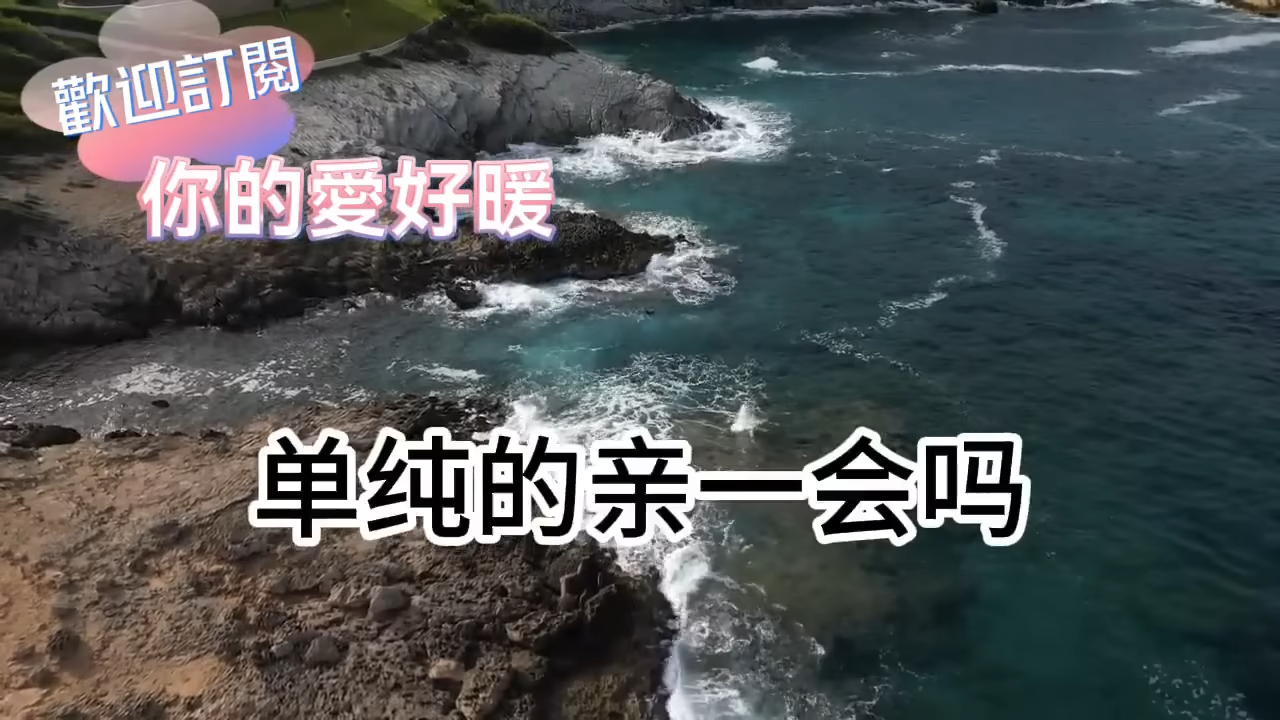 歡迎訂閱
你的愛好暖
单纯的亲一会吗